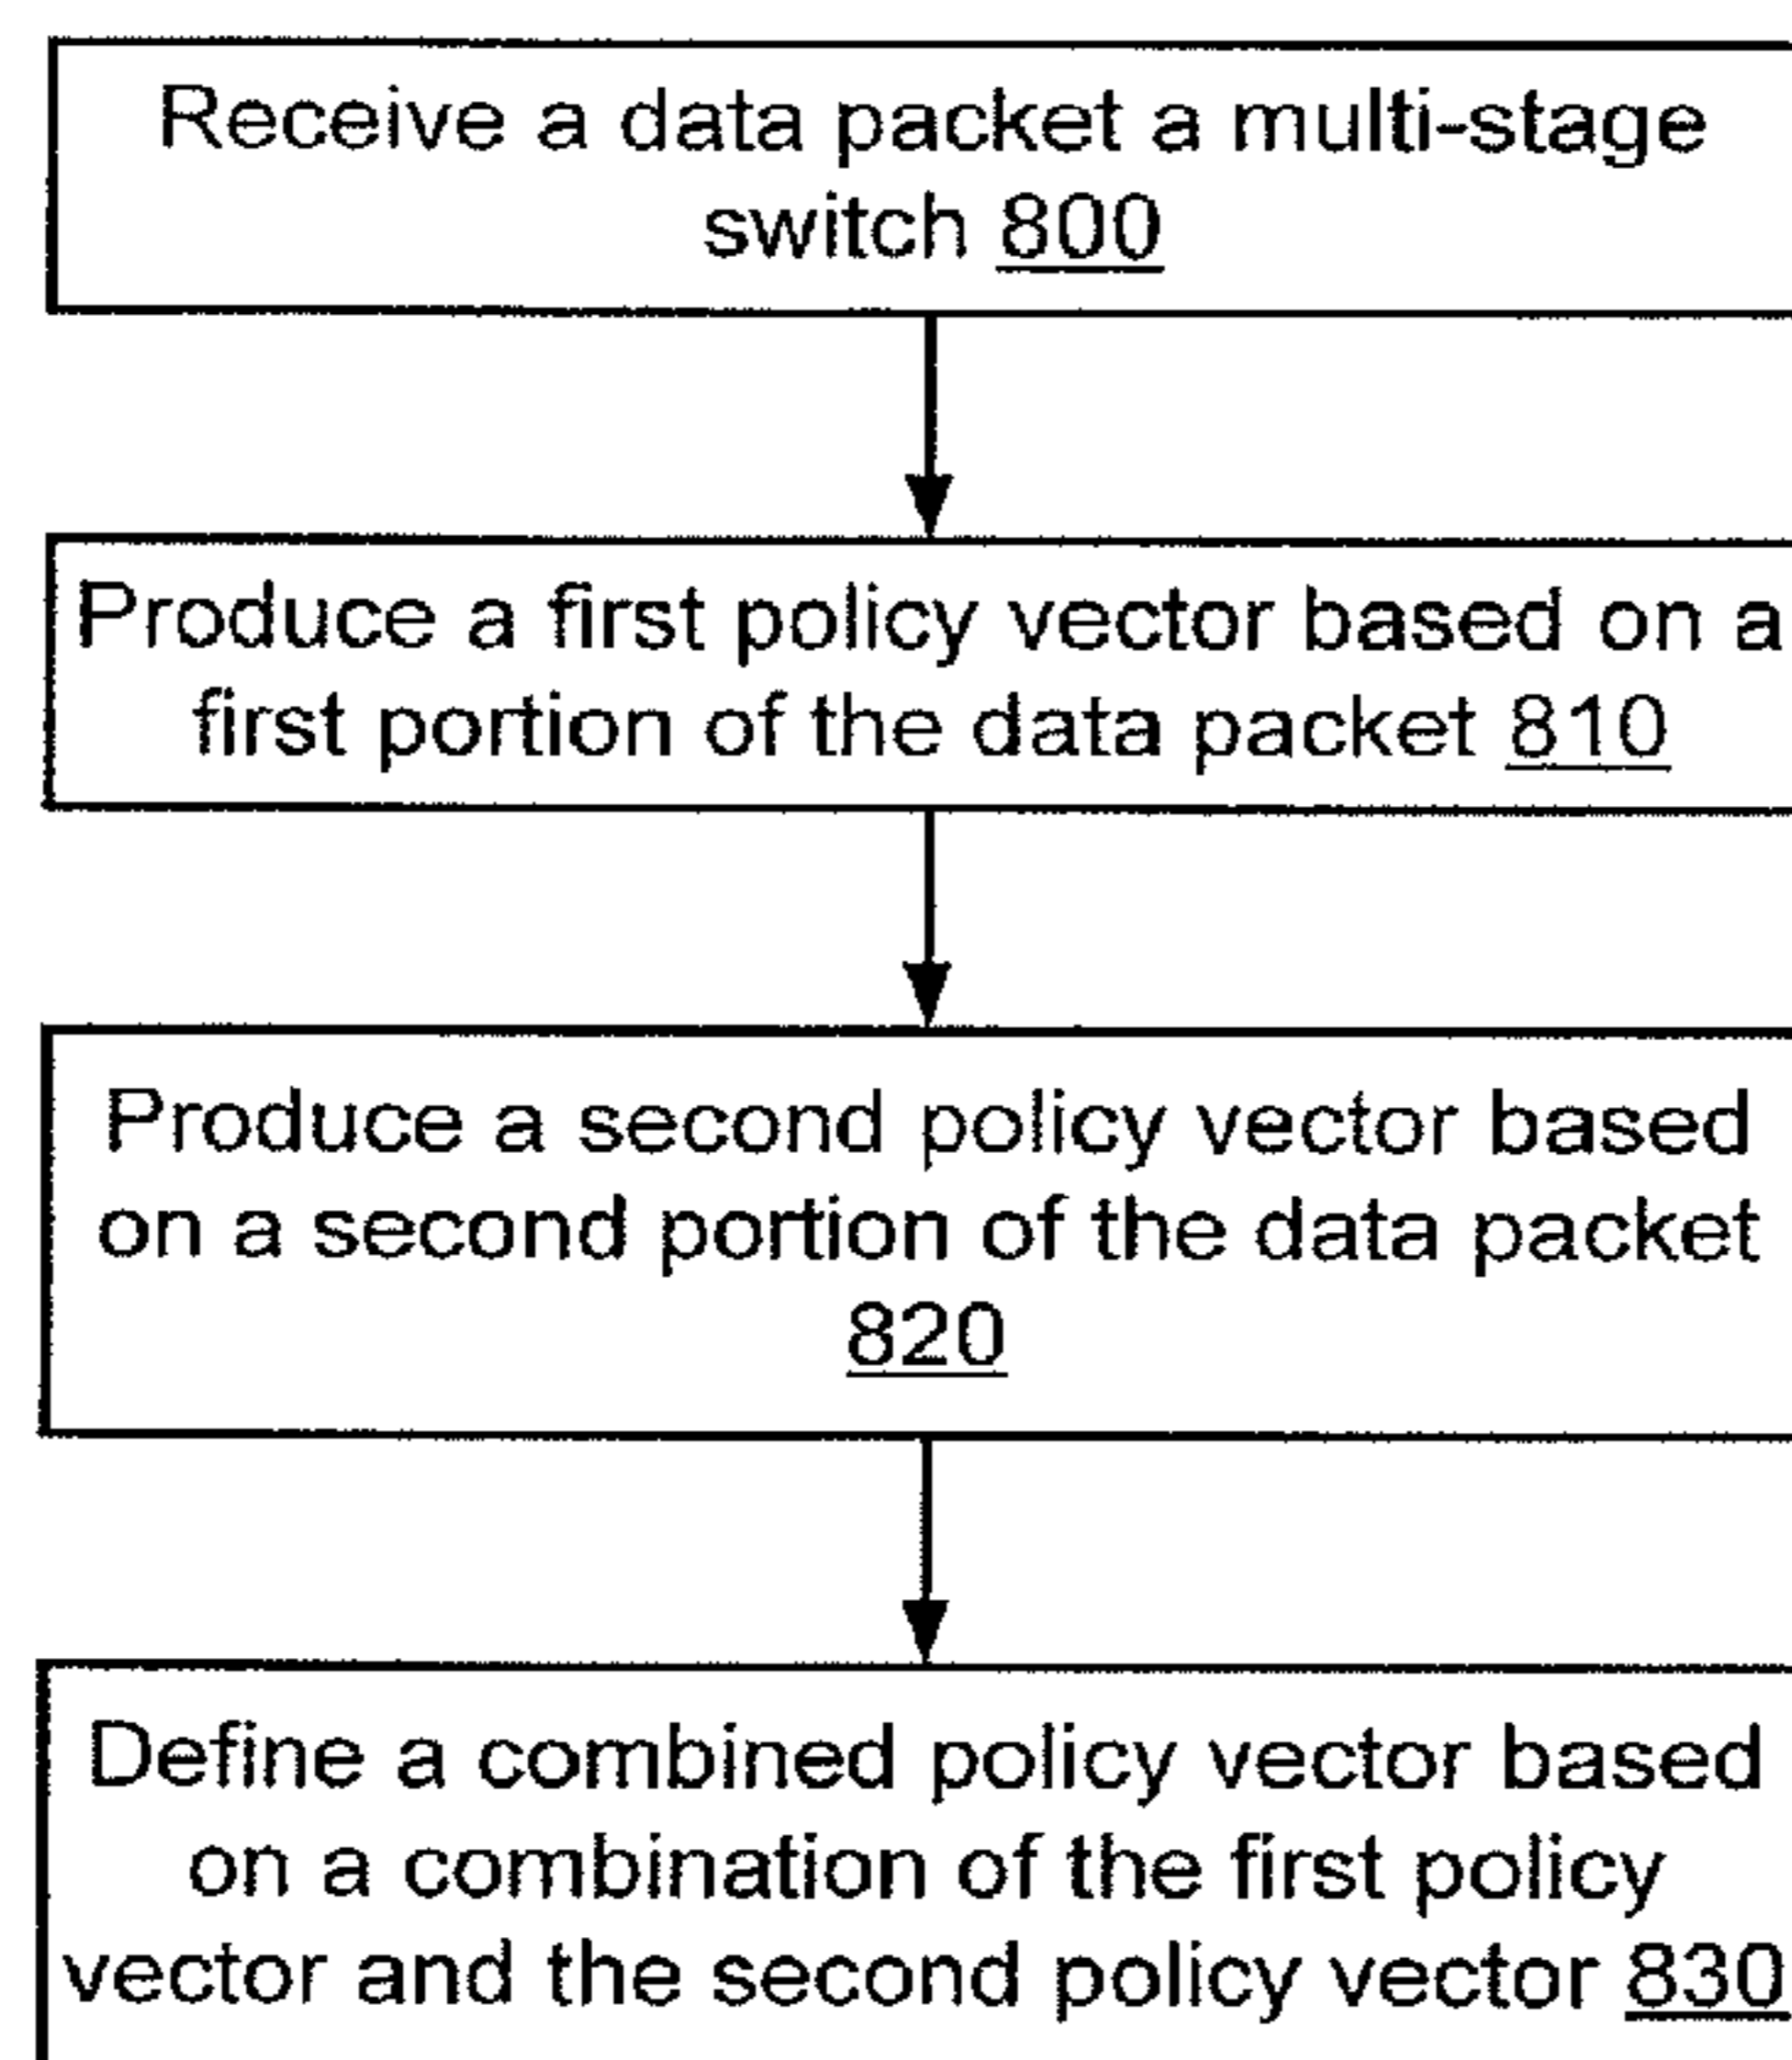 Receive a data packet a multi-stage
switch 800
Produce a first policy vector based on a
first portion of the data packet 810
Produce a second policy vector based
on a second portion of the data packet
820
Define a combined policy vector based
on a combination of the first policy
vector and the second policy vector 830